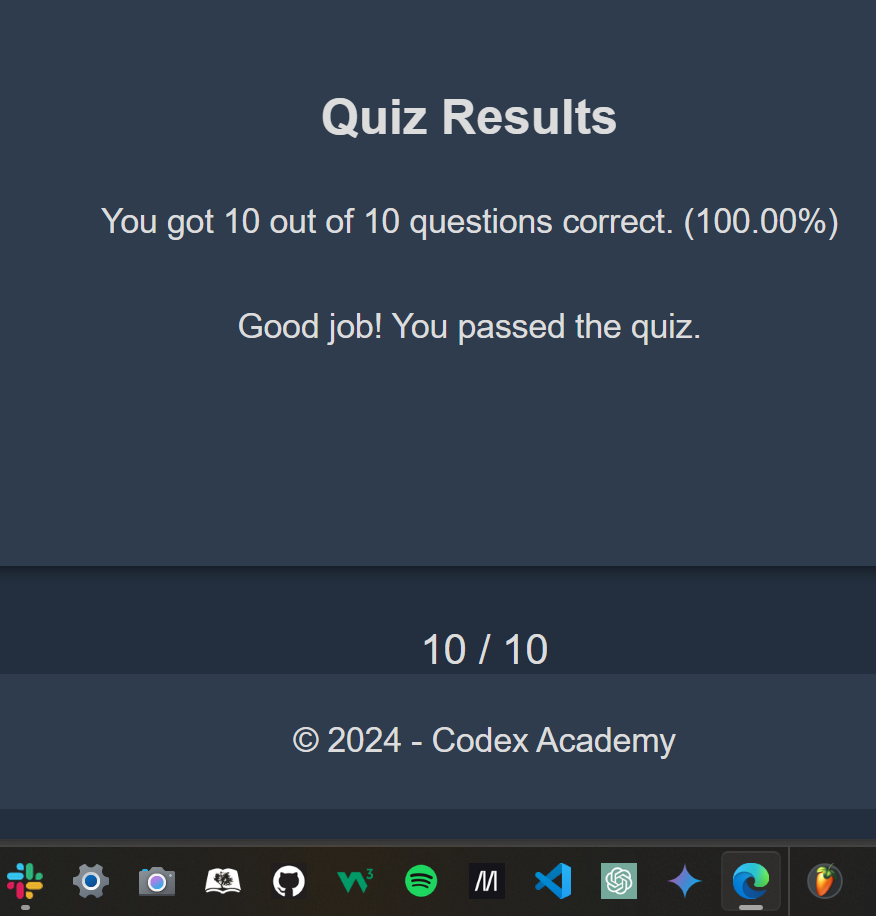 Quiz Results
You got 10 out of 10 questions correct. (100.00%)
Good job! You passed the quiz.
10 / 10
© 2024 - Codex Academy
W3
M